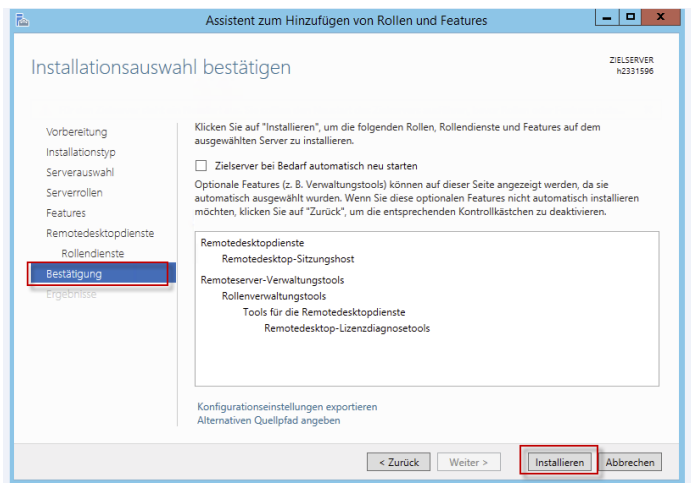 Assistent zum Hinzufügen von Rollen und Features
Installationsauswahl bestätigen
ZIELSERVER
h2331596
Vorbereitung
Installationstyp
Serverauswahl
Serverrollen
Features
Remotedesktopdienste
Rollendienste
Bestätigung
Ergebnisse
Klicken Sie auf "Installieren", um die folgenden Rollen, Rollendienste und Features auf dem
ausgewählten Server zu installieren.
Zielserver bei Bedarf automatisch neu starten
Optionale Features (z. B. Verwaltungstools) können auf dieser Seite angezeigt werden, da sie
automatisch ausgewählt wurden. Wenn Sie diese optionalen Features nicht automatisch installieren
möchten, klicken Sie auf "Zurück", um die entsprechenden Kontrollkästchen zu deaktivieren.
Remotedesktopdienste
Remotedesktop-Sitzungshost
Remoteserver-Verwaltungstools
Rollenverwaltungstools
Tools für die Remotedesktopdienste
Remotedesktop-Lizenzdiagnosetools
Konfigurationseinstellungen exportieren
Alternativen Quellpfad angeben
< Zurück
Weiter >
Installieren
Abbrechen